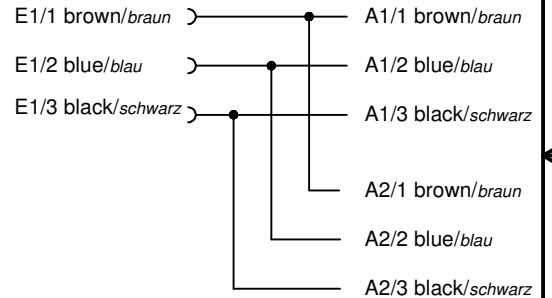 E1/1 brown/braun
A1/1 brown/braun
E1/2 blue/blau
A1/2 blue/blau
E1/3 black/schwarz
A1/3 black/schwarz
A2/1 brown/braun
A2/2 blue/blau
A2/3 black/schwarz